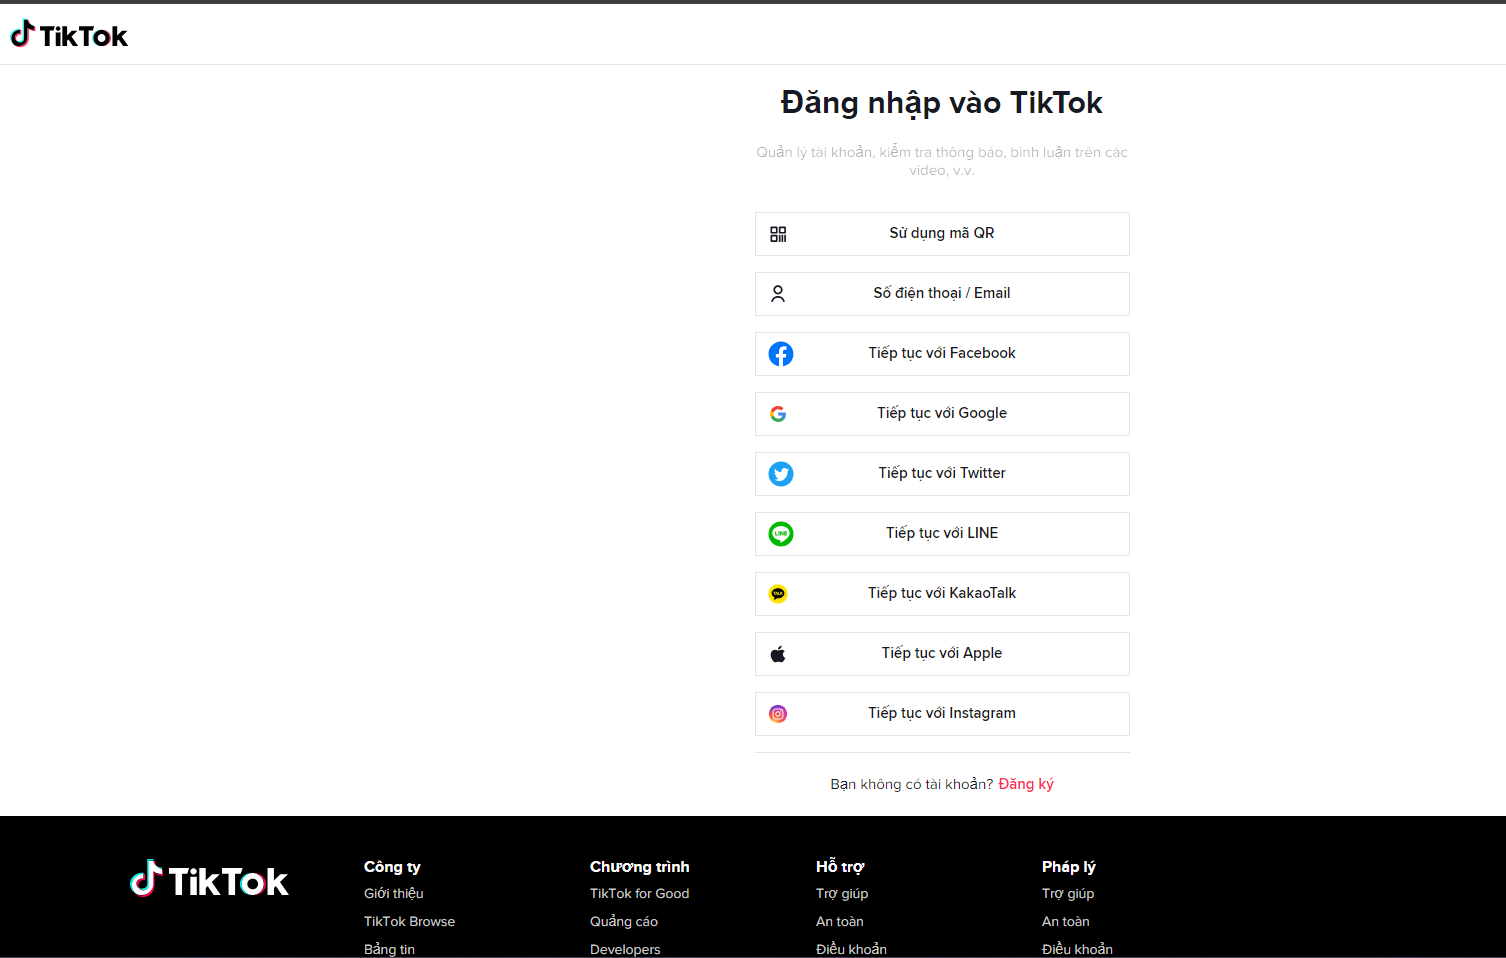 TikTok
Đăng nhập vào TikTok
Quản lý tài khoản, kiểm tra thông báo, bình luận trên các
video, v.v.
Sử dụng mã QR
Số điện thoại / Email
Tiếp tục với Facebook
Tiếp tục với Google
Tiếp tục với Twitter
LINE
Tiếp tục với LINE
TALK
Tiếp tục với KakaoTalk
Tiếp tục với Apple
Tiếp tục với Instagram
Bạn không có tài khoản? Đăng ký
TikTok
Công ty
Giới thiệu
TikTok Browse
Bảng tin
Chương trình
TikTok for Good
Quảng cáo
Developers
Hỗ trợ
Trợ giúp
An toàn
Điều khoản
Pháp lý
Trợ giúp
An toàn
Điều khoản